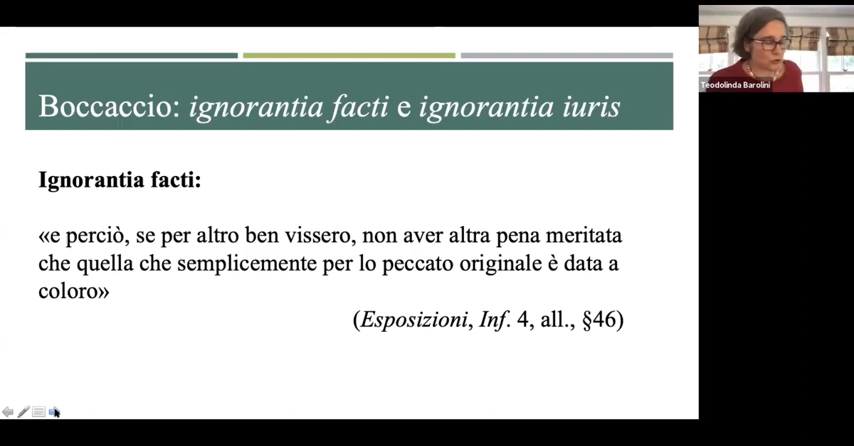 Boccaccio: ignorantia facti e ignorantia iuris
Ignorantia facti:
«e perciò, se per altro ben vissero, non aver altra pena meritata
che quella che semplicemente per lo peccato originale è data a
coloro»
(Esposizioni, Inf. 4, all., §46)
Teodolinda Barolini